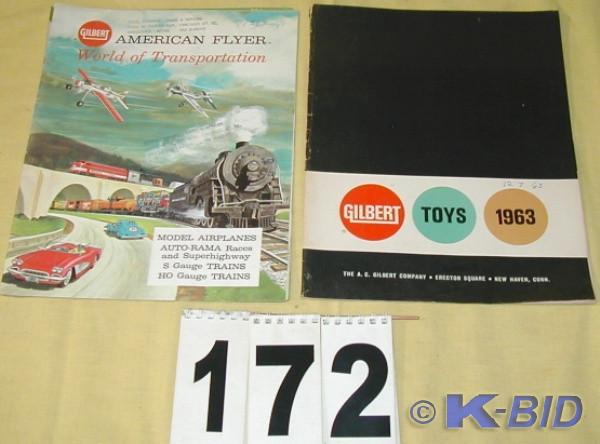 GILBERT
AMERICAN FLYER
World of Transportation
MODEL AIRPLANES
AUTO-RAMA Races
and Superhighway
S Gauge TRAINS
HO Gauge TRAINS
GILBERT
TOYS
1963
THE A. C. GILBERT COMPANY • ERECTOR SQUARE • NEW HAVEN, CONN.
172
© K-BID